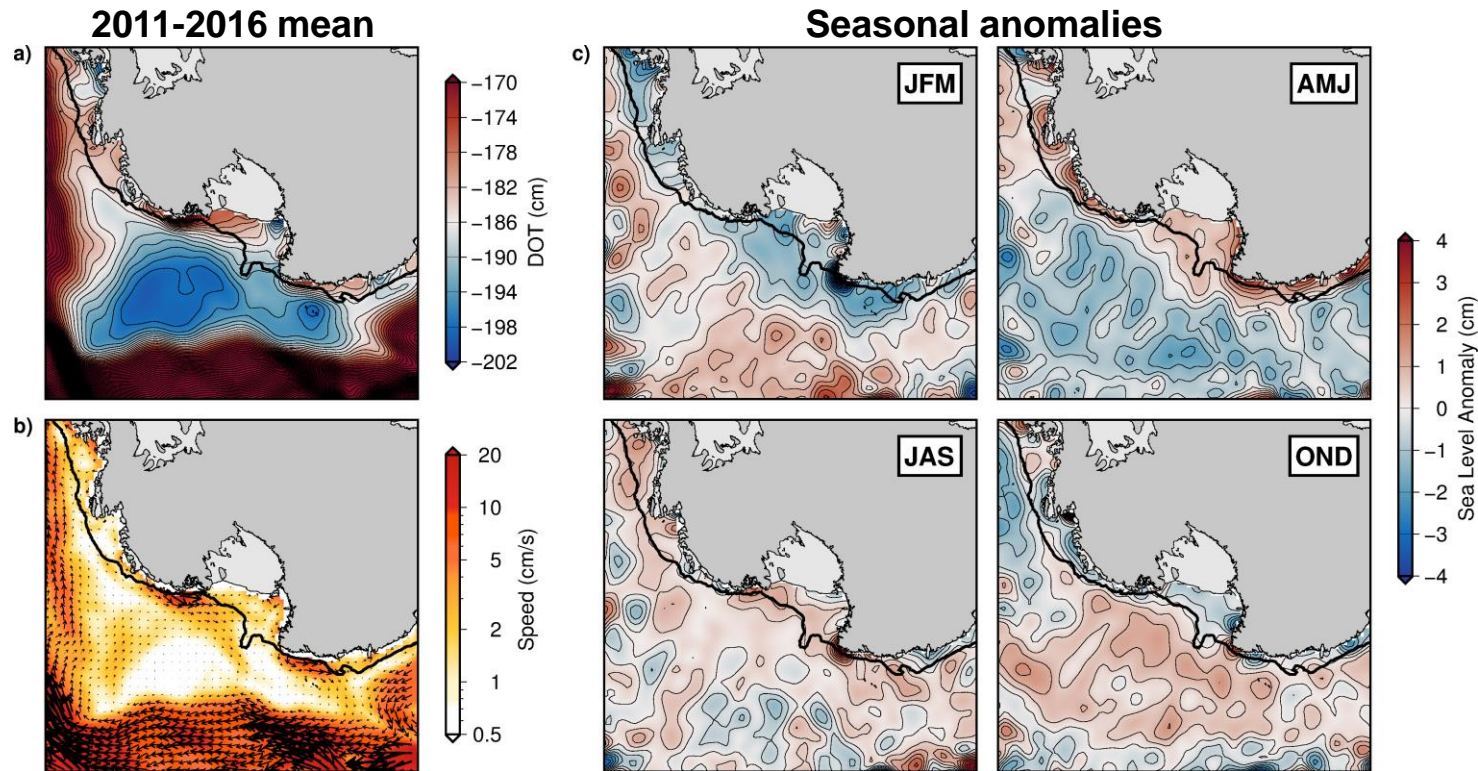 2011-2016 mean
Seasonal anomalies
a)
−170
−174
−178
−182
−186
−190
−194
−198
−202
DOT (cm)
b)
20
10
5
2
1
0.5
Speed (cm/s)
c)
JFM
AMJ
JAS
OND
4
3
2
1
0
−1
−2
−3
−4
Sea Level Anomaly (cm)